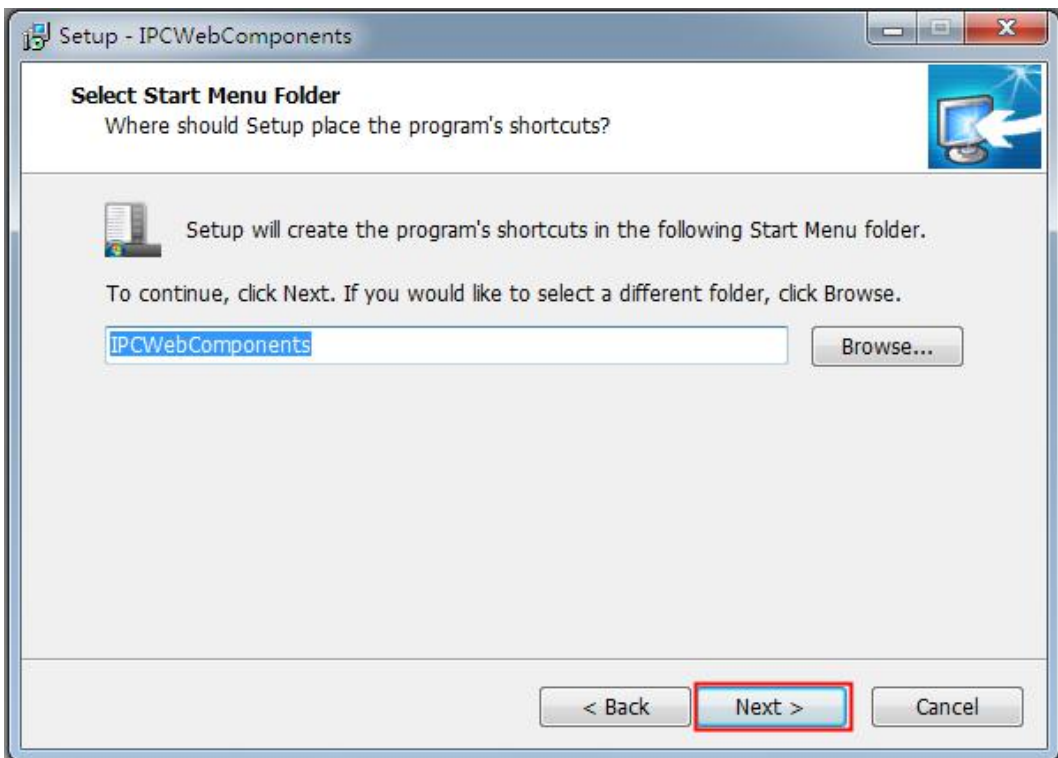 Setup - IPCWebComponents
Select Start Menu Folder
Where should Setup place the program's shortcuts?
Setup will create the program's shortcuts in the following Start Menu folder.
To continue, click Next. If you would like to select a different folder, click Browse.
IPCWebComponents
Browse...
< Back
Next >
Cancel